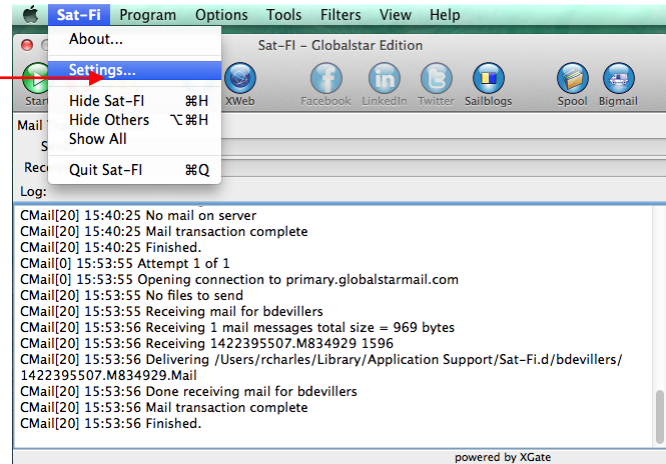 Sat-Fi Program Options Tools Filters View Help
About...
Sat-FI - Globalstar Edition
Settings...
Start XWeb Facebook LinkedIn Twitter Sailblogs Spool Bigmail
Hide Sat-FI ⌘H
Hide Others ⌥⌘H
Show All
Quit Sat-FI ⌘Q
Mail
S
Rec
Log:
CMail[20] 15:40:25 No mail on server
CMail[20] 15:40:25 Mail transaction complete
CMail[20] 15:40:25 Finished.
CMail[0] 15:53:55 Attempt 1 of 1
CMail[0] 15:53:55 Opening connection to primary.globalstarmail.com
CMail[20] 15:53:55 No files to send
CMail[20] 15:53:55 Receiving mail for bdevillers
CMail[20] 15:53:56 Receiving 1 mail messages total size = 969 bytes
CMail[20] 15:53:56 Receiving 1422395507.M834929 1596
CMail[20] 15:53:56 Delivering /Users/rcharles/Library/Application Support/Sat-Fi.d/bdevillers/
1422395507.M834929.Mail
CMail[20] 15:53:56 Done receiving mail for bdevillers
CMail[20] 15:53:56 Mail transaction complete
CMail[20] 15:53:56 Finished.
powered by XGate